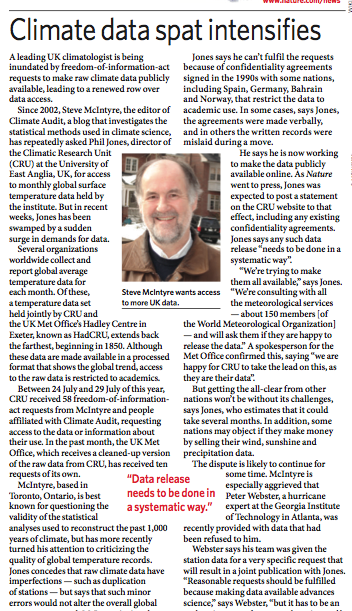 www.nature.com/news
Climate data spat intensifies
A leading UK climatologist is being
inundated by freedom-of-information-act
requests to make raw climate data publicly
available, leading to a renewed row over
data access.
Since 2002, Steve McIntyre, the editor of
Climate Audit, a blog that investigates the
statistical methods used in climate science,
has repeatedly asked Phil Jones, director of
the Climatic Research Unit
(CRU) at the University of
East Anglia, UK, for access
to monthly global surface
temperature data held by
the institute. But in recent
weeks, Jones has been
swamped by a sudden
surge in demands for data.
Several organizations
worldwide collect and
report global average
temperature data for
each month. Of these,
a temperature data set
held jointly by CRU and
the UK Met Office's Hadley Centre in
Exeter, known as HadCRU, extends back
the farthest, beginning in 1850. Although
these data are made available in a processed
format that shows the global trend, access
to the raw data is restricted to academics.
Between 24 July and 29 July of this year,
CRU received 58 freedom-of-information-
act requests from McIntyre and people
affiliated with Climate Audit, requesting
access to the data or information about
their use. In the past month, the UK Met
Office, which receives a cleaned-up version
of the raw data from CRU, has received ten
requests of its own.
McIntyre, based in
Toronto, Ontario, is best
known for questioning the
validity of the statistical
analyses used to reconstruct the past 1,000
years of climate, but has more recently
turned his attention to criticizing the
quality of global temperature records.
Jones concedes that raw climate data have
imperfections — such as duplication
of stations — but says that such minor
errors would not alter the overall global
Steve McIntyre wants access
to more UK data.
"Data release
needs to be done in
a systematic way."
Jones says he can't fulfil the requests
because of confidentiality agreements
signed in the 1990s with some nations,
including Spain, Germany, Bahrain
and Norway, that restrict the data to
academic use. In some cases, says Jones,
the agreements were made verbally,
and in others the written records were
mislaid during a move.
He says he is now working
to make the data publicly
available online. As Nature
went to press, Jones was
expected to post a statement
on the CRU website to that
effect, including any existing
confidentiality agreements.
Jones says any such data
release "needs to be done in a
systematic way".
"We're trying to make
them all available," says Jones.
"We're consulting with all
the meteorological services
— about 150 members [of
the World Meteorological Organization]
— and will ask them if they are happy to
release the data." A spokesperson for the
Met Office confirmed this, saying "we are
happy for CRU to take the lead on this, as
they are their data".
But getting the all-clear from other
nations won't be without its challenges,
says Jones, who estimates that it could
take several months. In addition, some
nations may object if they make money
by selling their wind, sunshine and
precipitation data.
The dispute is likely to continue for
some time. McIntyre is
especially aggrieved that
Peter Webster, a hurricane
expert at the Georgia Institute
of Technology in Atlanta, was
recently provided with data that had
been refused to him.
Webster says his team was given the
station data for a very specific request that
will result in a joint publication with Jones.
"Reasonable requests should be fulfilled
because making data available advances
science," says Webster, "but it has to be an